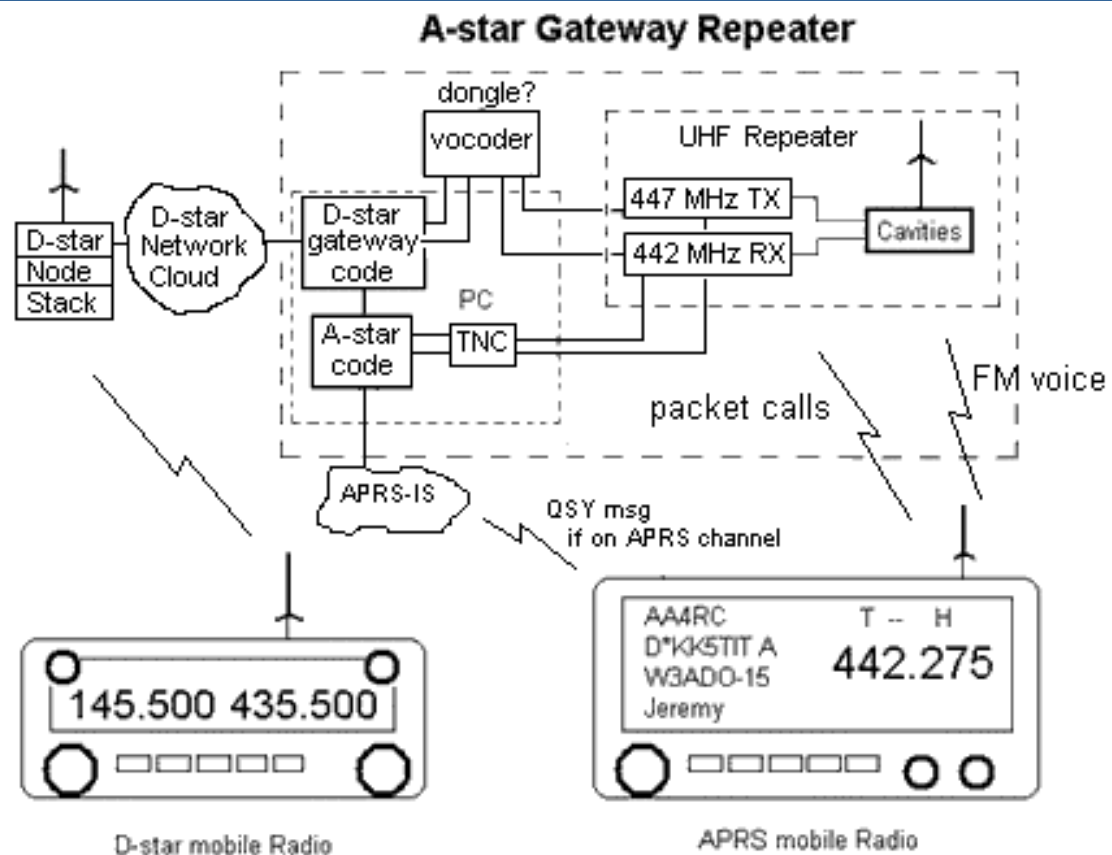 A-star Gateway Repeater
dongle?
vocoder
UHF Repeater
447 MHz TX
442 MHz RX
Cavities
D-star
Node
Stack
D-star
Network
Cloud
D-star
gateway
code
PC
A-star
code
TNC
packet calls
FM voice
APRS-IS
QSY msg
if on APRS channel
145.500 435.500
D-star mobile Radio
AA4RC
D*KK5TIT A
W3ADO-15
Jeremy
T -- H
442.275
APRS mobile Radio